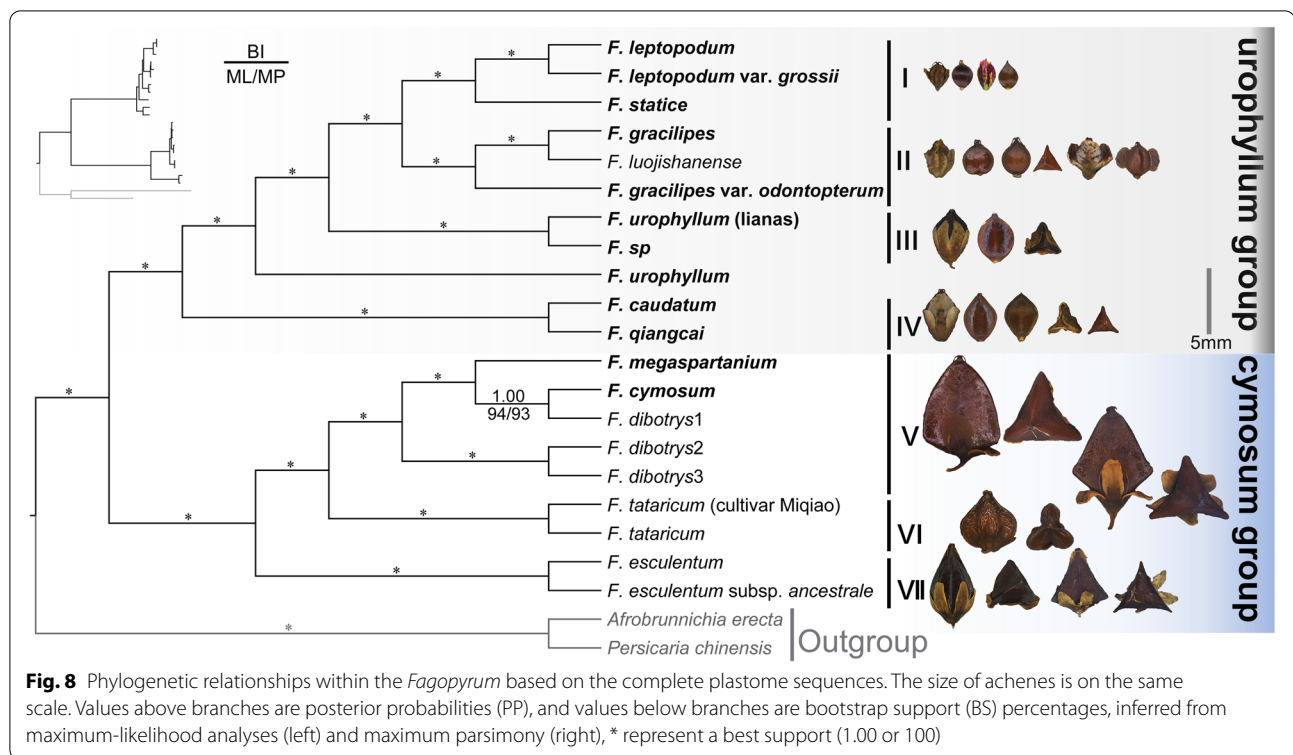 BI
ML/MP
* F. leptopodum
F. leptopodum var. grossii
* F. statice
* F. gracilipes
* F. luojishanense
* F. gracilipes var. odontopterum
* F. urophyllum (lianas)
* F. sp
* F. urophyllum
* F. caudatum
* F. qiangcai
* F. megaspartanium
* F. cymosum
1.00
94/93
F. dibotrys1
* F. dibotrys2
* F. dibotrys3
* F. tataricum (cultivar Miqiao)
* F. tataricum
* F. esculentum
* F. esculentum subsp. ancestrale
Afrobrunnichia erecta
* Persicaria chinensis
Outgroup
I
II
III
IV
V
VI
VII
urophyllum group
5mm
cymosum group
Fig. 8 Phylogenetic relationships within the Fagopyrum based on the complete plastome sequences. The size of achenes is on the same
scale. Values above branches are posterior probabilities (PP), and values below branches are bootstrap support (BS) percentages, inferred from
maximum-likelihood analyses (left) and maximum parsimony (right), * represent a best support (1.00 or 100)